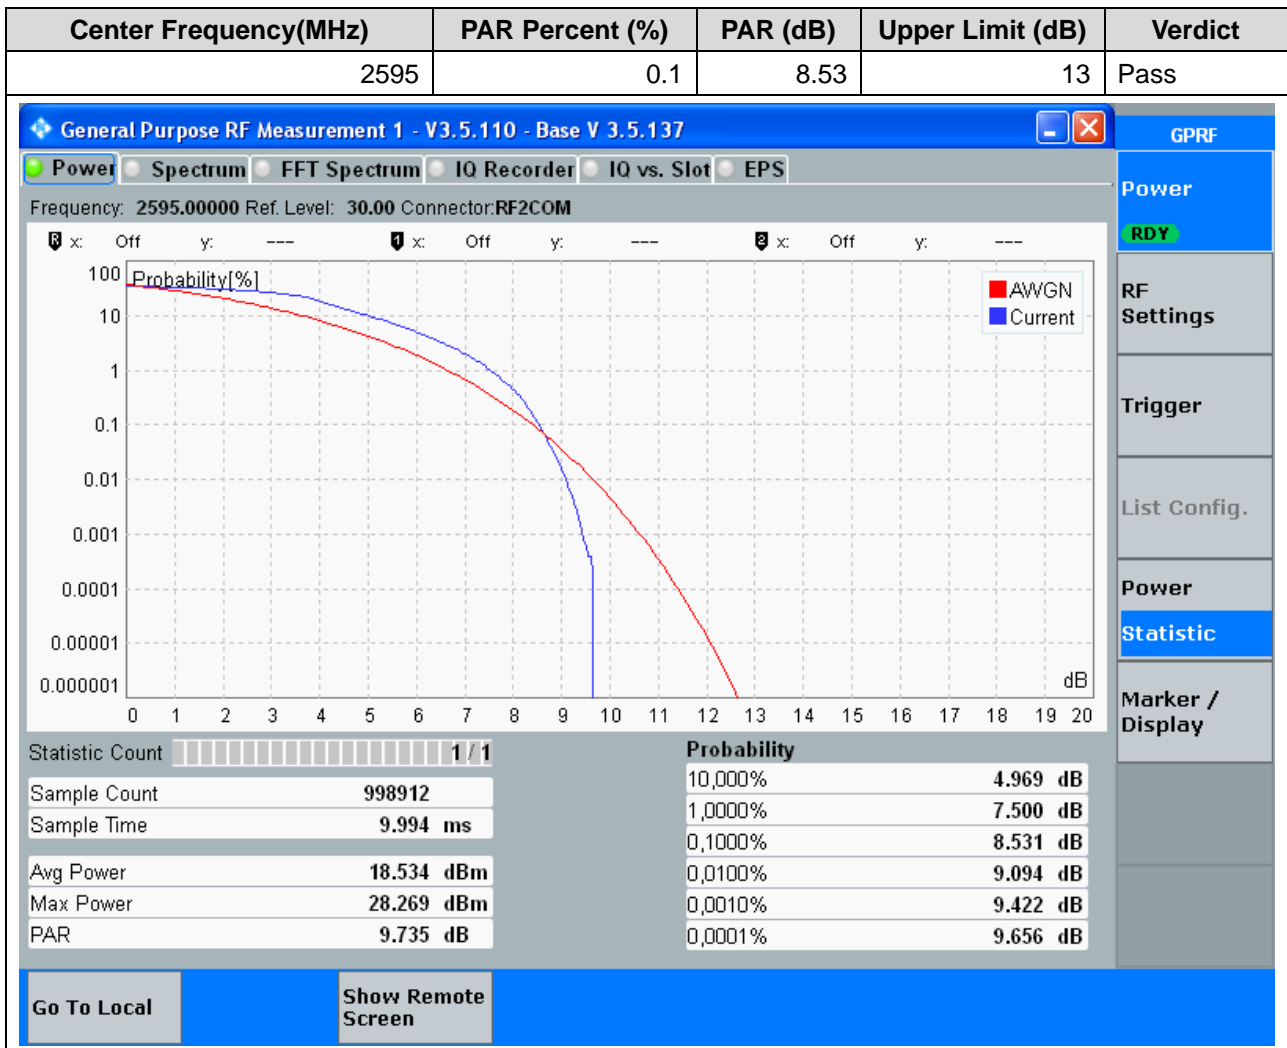 Center Frequency(MHz) PAR Percent (%) PAR (dB) Upper Limit (dB) Verdict
2595 0.1 8.53 13 Pass
General Purpose RF Measurement 1 - V3.5.110 - Base V 3.5.137
GPRF
Power Spectrum FFT Spectrum IQ Recorder IQ vs. Slot EPS
Frequency: 2595.00000 Ref. Level: 30.00 Connector:RF2COM
R x: Off y: --- 1 x: Off y: --- 2 x: Off y: ---
Probability[%]
100
10
1
0.1
0.01
0.001
0.0001
0.00001
0.000001
AWGN
Current
dB
0 1 2 3 4 5 6 7 8 9 10 11 12 13 14 15 16 17 18 19 20
Statistic Count 1 / 1
Sample Count 998912
Sample Time 9.994 ms
Avg Power 18.534 dBm
Max Power 28.269 dBm
PAR 9.735 dB
Probability
10,000% 4.969 dB
1,0000% 7.500 dB
0,1000% 8.531 dB
0,0100% 9.094 dB
0,0010% 9.422 dB
0,0001% 9.656 dB
Power
RDY
RF
Settings
Trigger
List Config.
Power
Statistic
Marker /
Display
Go To Local
Show Remote
Screen